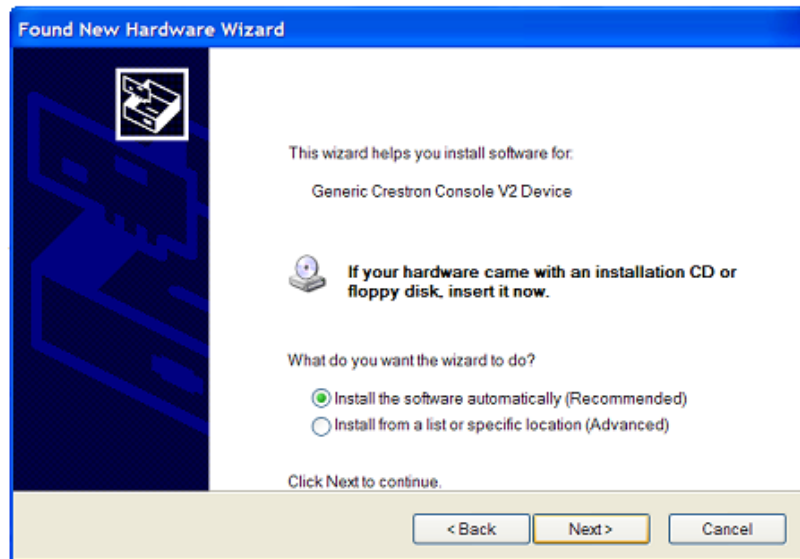 Found New Hardware Wizard
This wizard helps you install software for:
Generic Crestron Console V2 Device
If your hardware came with an installation CD or
floppy disk, insert it now.
What do you want the wizard to do?
Install the software automatically (Recommended)
Install from a list or specific location (Advanced)
Click Next to continue.
< Back
Next >
Cancel